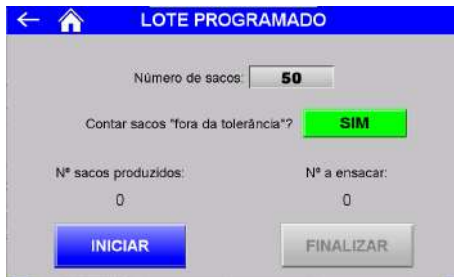 LOTE PROGRAMADO
Número de sacos: 50
Contar sacos "fora da tolerância"? SIM
Nº sacos produzidos: Nº a ensacar:
0 0
INICIAR FINALIZAR